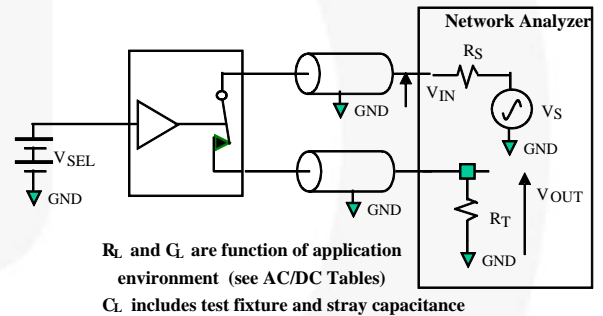 Network Analyzer
RS
VIN
VS
GND
GND
VSEL
GND
GND
RT
VOUT
GND
RL and CL are function of application
environment (see AC/DC Tables)
CL includes test fixture and stray capacitance